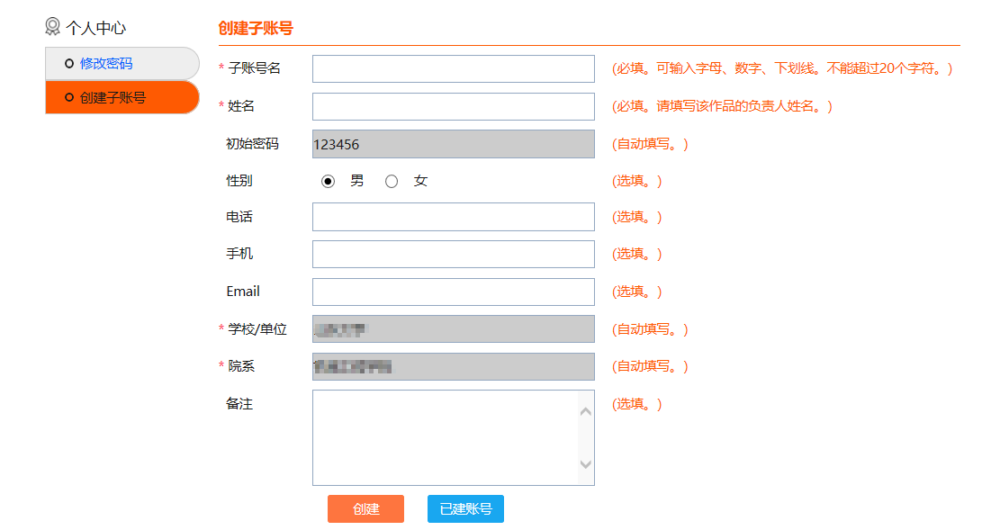 个人中心
修改密码
创建子账号
创建子账号
* 子账号名 (必填。可输入字母、数字、下划线。不能超过20个字符。)
* 姓名 (必填。请填写该作品的负责人姓名。)
初始密码 123456 (自动填写。)
性别 男 女 (选填。)
电话 (选填。)
手机 (选填。)
Email (选填。)
* 学校/单位 (自动填写。)
* 院系 (自动填写。)
备注 (选填。)
创建 已建账号